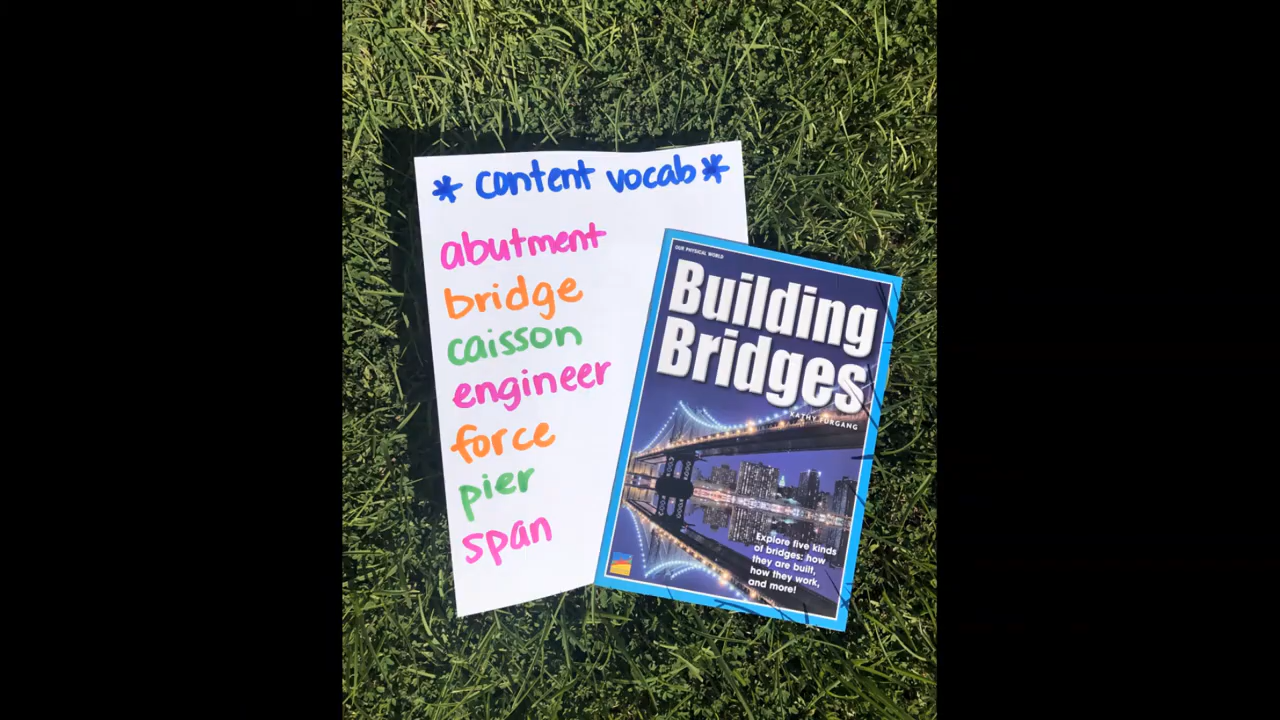 * content vocab *
abutment
bridge
caisson
engineer
force
pier
span
OUR PHYSICAL WORLD
Building
Bridges
KATHY FURGANG
Explore five kinds
of bridges: how
they are built,
how they work,
and more!